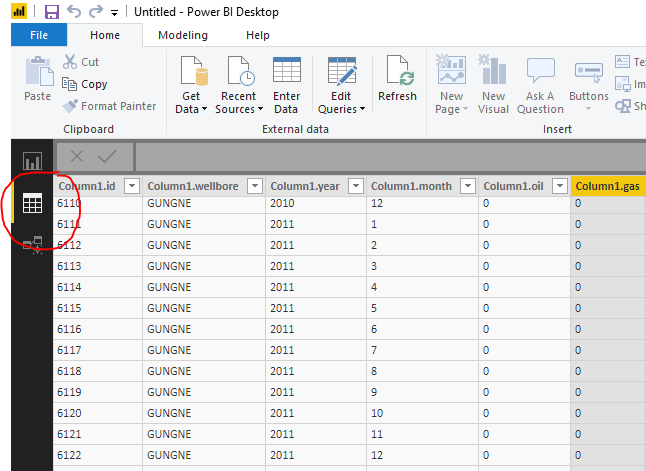 Untitled - Power BI Desktop
File Home Modeling Help
Paste
Cut
Copy
Format Painter
Clipboard
Get Data
Recent Sources
Enter Data
Edit Queries
Refresh
External data
New Page
New Visual
Ask A Question
Buttons
Insert
Column1.id Column1.wellbore Column1.year Column1.month Column1.oil Column1.gas
6110 GUNGNE 2010 12 0 0
6111 GUNGNE 2011 1 0 0
6112 GUNGNE 2011 2 0 0
6113 GUNGNE 2011 3 0 0
6114 GUNGNE 2011 4 0 0
6115 GUNGNE 2011 5 0 0
6116 GUNGNE 2011 6 0 0
6117 GUNGNE 2011 7 0 0
6118 GUNGNE 2011 8 0 0
6119 GUNGNE 2011 9 0 0
6120 GUNGNE 2011 10 0 0
6121 GUNGNE 2011 11 0 0
6122 GUNGNE 2011 12 0 0